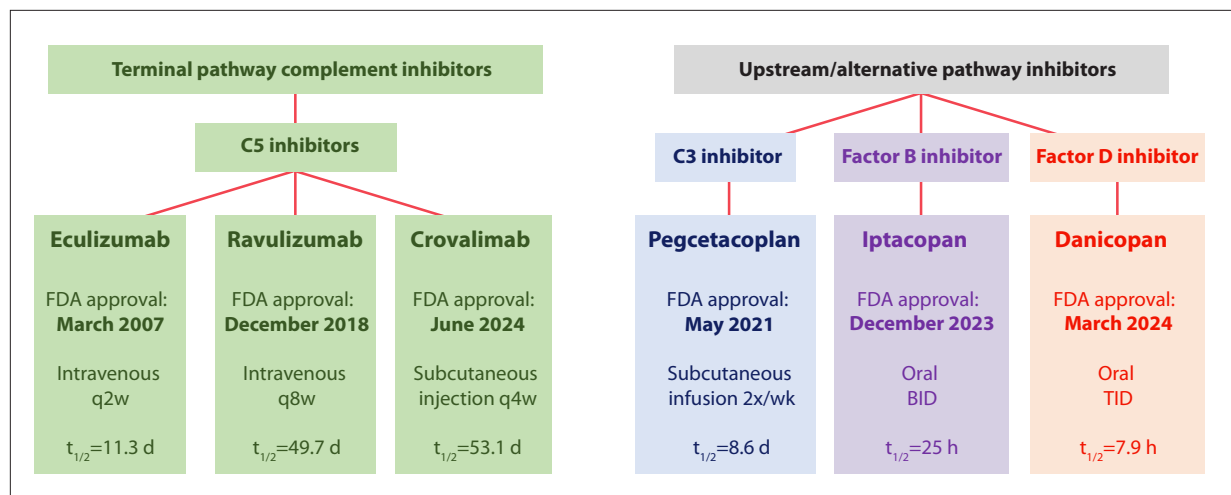 Terminal pathway complement inhibitors
C5 inhibitors
Eculizumab
FDA approval:
March 2007
Intravenous
q2w
t1/2=11.3 d
Ravulizumab
FDA approval:
December 2018
Intravenous
q8w
t1/2=49.7 d
Crovalimab
FDA approval:
June 2024
Subcutaneous
injection q4w
t1/2=53.1 d
Upstream/alternative pathway inhibitors
C3 inhibitor
Pegcetacoplan
FDA approval:
May 2021
Subcutaneous
infusion 2x/wk
t1/2=8.6 d
Factor B inhibitor
Iptacopan
FDA approval:
December 2023
Oral
BID
t1/2=25 h
Factor D inhibitor
Danicopan
FDA approval:
March 2024
Oral
TID
t1/2=7.9 h